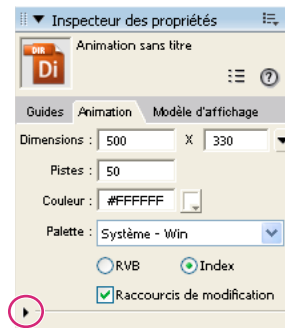 Inspecteur des propriétés
DIR
Di
Animation sans titre
Guides Animation Modèle d'affichage
Dimensions : 500 X 330
Pistes : 50
Couleur : #FFFFFF
Palette : Système - Win
RVB Index
Raccourcis de modification